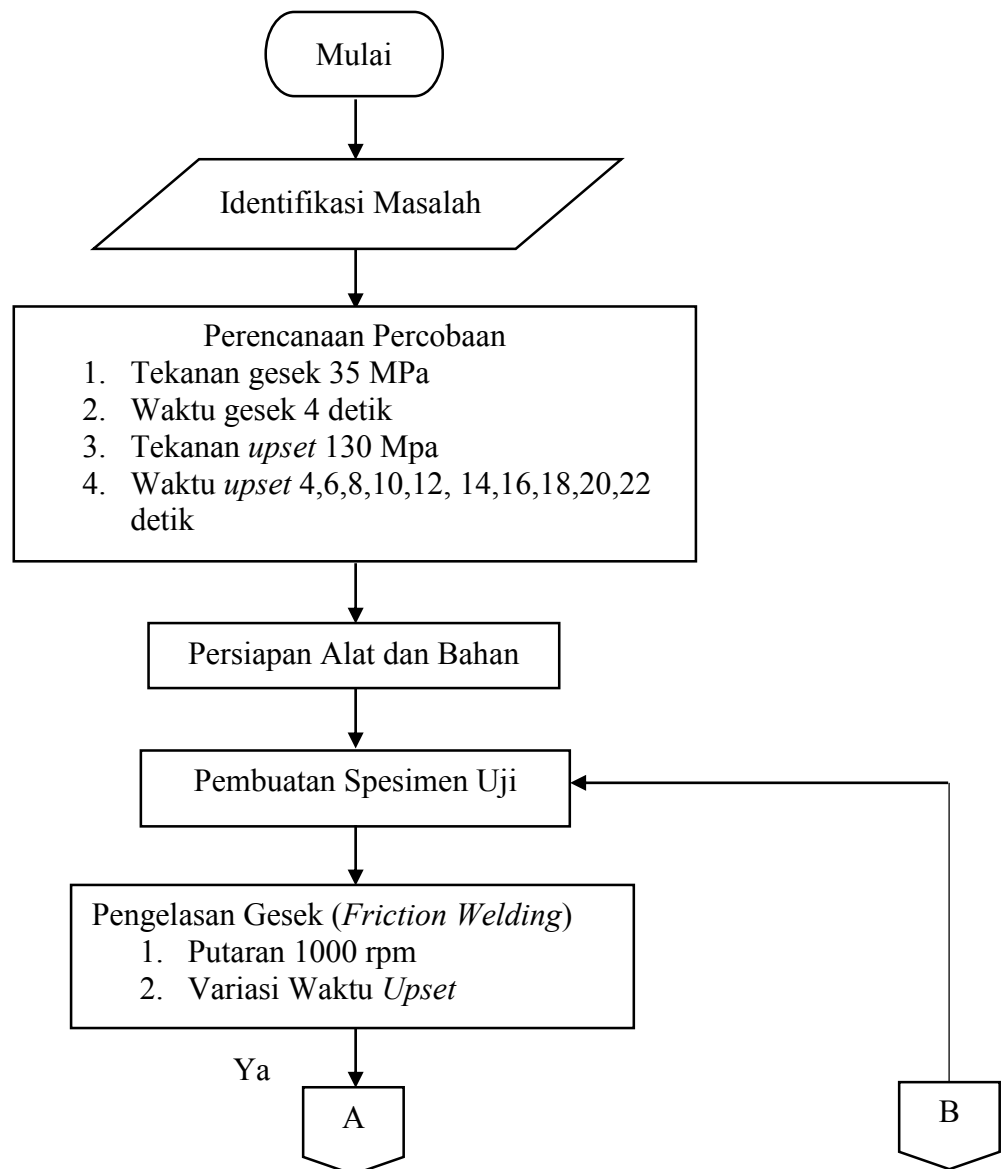 Mulai
Identifikasi Masalah
Perencanaan Percobaan
1. Tekanan gesek 35 MPa
2. Waktu gesek 4 detik
3. Tekanan upset 130 Mpa
4. Waktu upset 4,6,8,10,12, 14,16,18,20,22
detik
Persiapan Alat dan Bahan
Pembuatan Spesimen Uji
Pengelasan Gesek (Friction Welding)
1. Putaran 1000 rpm
2. Variasi Waktu Upset
Ya
A
B